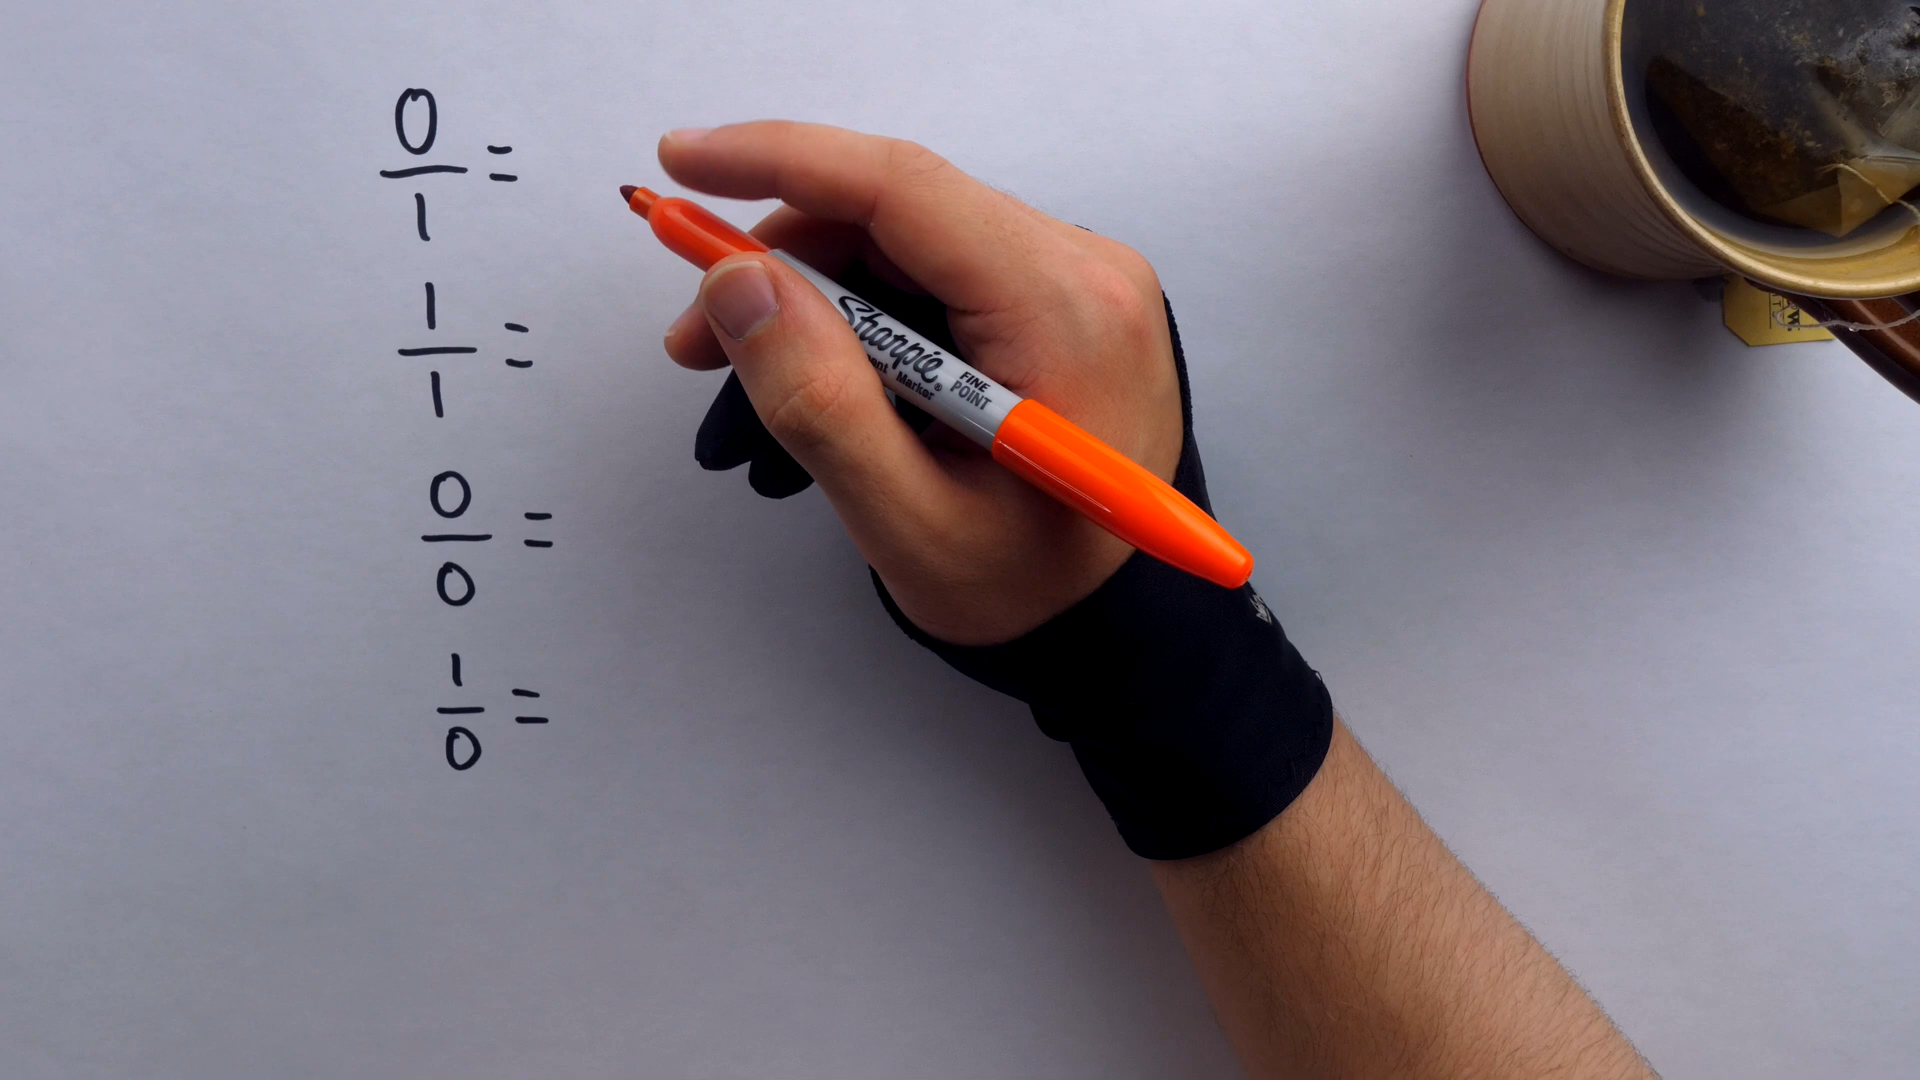 0/1 =
1/1 =
0/0 =
1/0 =
Sharpie®
Marker
FINE
POINT